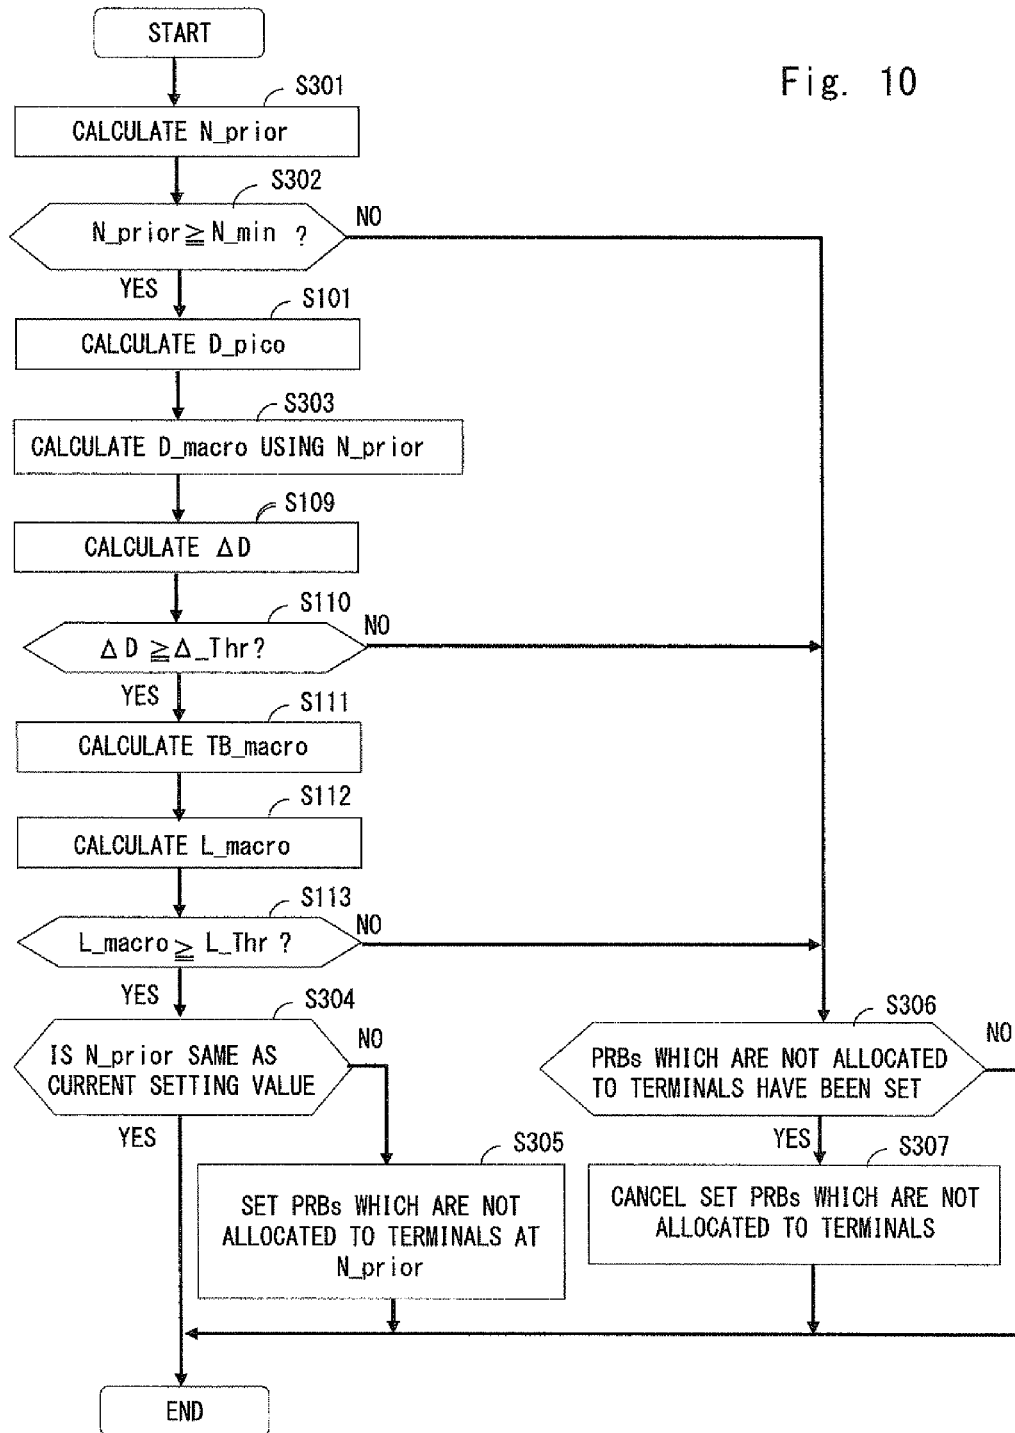 START
Fig. 10
S301
CALCULATE N_prior
S302
N_prior≧N_min ?
NO
YES
S101
CALCULATE D_pico
S303
CALCULATE D_macro USING N_prior
S109
CALCULATE ΔD
S110
ΔD ≧Δ_Thr?
NO
YES
S111
CALCULATE TB_macro
S112
CALCULATE L_macro
S113
L_macro≧ L_Thr ?
NO
YES
S304
IS N_prior SAME AS
CURRENT SETTING VALUE
NO
YES
S305
SET PRBs WHICH ARE NOT
ALLOCATED TO TERMINALS AT
N_prior
S306
PRBs WHICH ARE NOT ALLOCATED
TO TERMINALS HAVE BEEN SET
NO
YES
S307
CANCEL SET PRBs WHICH ARE NOT
ALLOCATED TO TERMINALS
END